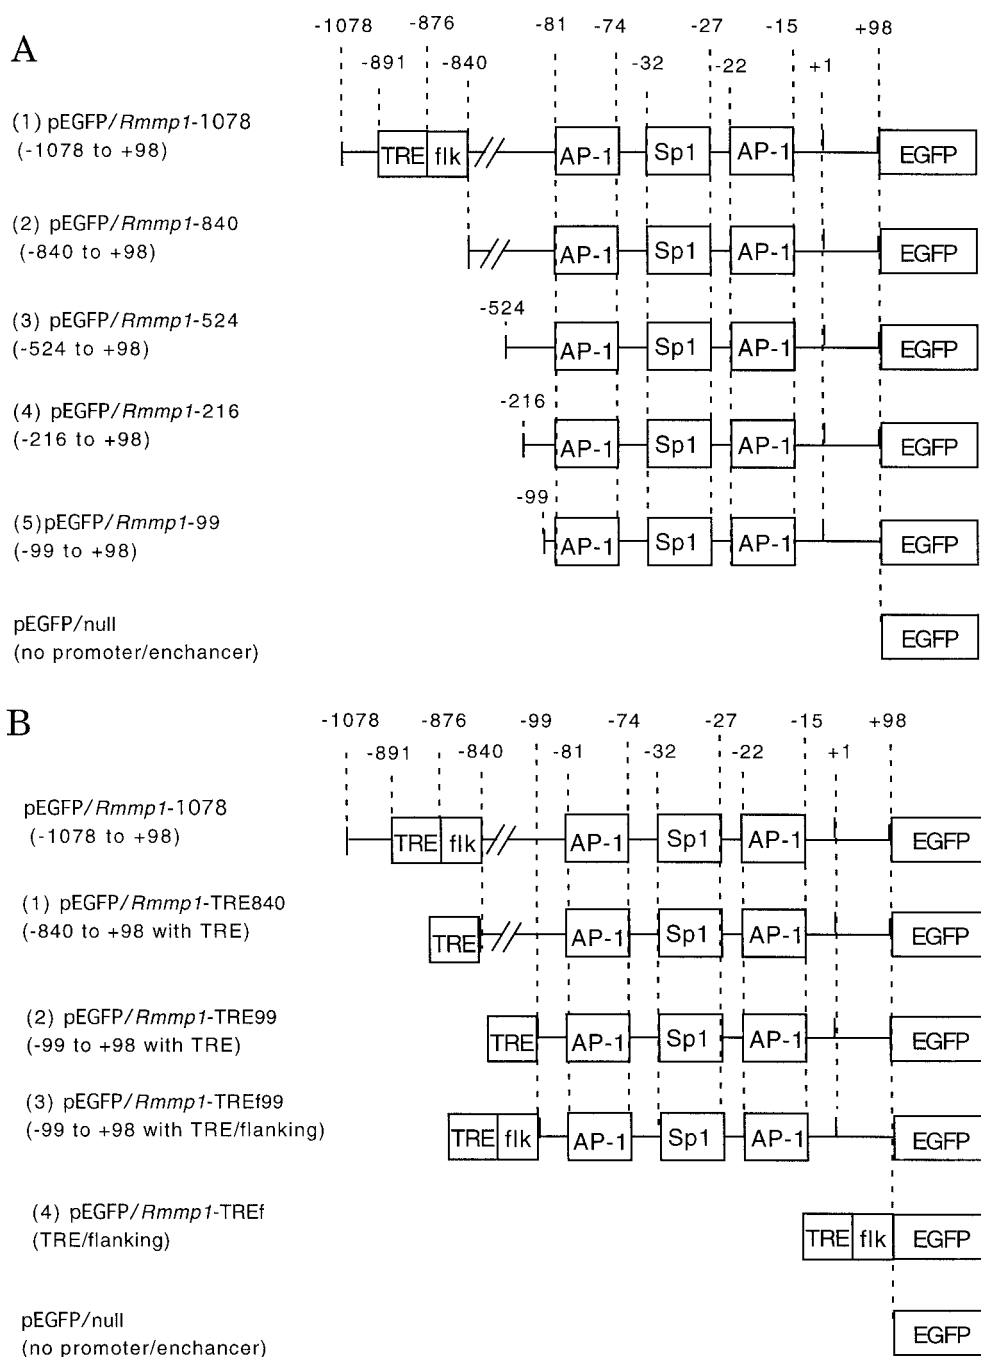 A
-1078 -876 -81 -74 -27 -15 +98
-891 -840 -32 -22 +1
(1) pEGFP/Rmmp1-1078
(-1078 to +98)
TRE flk AP-1 Sp1 AP-1 EGFP
(2) pEGFP/Rmmp1-840
(-840 to +98)
AP-1 Sp1 AP-1 EGFP
(3) pEGFP/Rmmp1-524
(-524 to +98)
-524
AP-1 Sp1 AP-1 EGFP
(4) pEGFP/Rmmp1-216
(-216 to +98)
-216
AP-1 Sp1 AP-1 EGFP
(5)pEGFP/Rmmp1-99
(-99 to +98)
-99
AP-1 Sp1 AP-1 EGFP
pEGFP/null
(no promoter/enchancer)
EGFP
B
-1078 -876 -99 -74 -27 -15 +98
-891 -840 -81 -32 -22 +1
pEGFP/Rmmp1-1078
(-1078 to +98)
TRE flk AP-1 Sp1 AP-1 EGFP
(1) pEGFP/Rmmp1-TRE840
(-840 to +98 with TRE)
TRE AP-1 Sp1 AP-1 EGFP
(2) pEGFP/Rmmp1-TRE99
(-99 to +98 with TRE)
TRE AP-1 Sp1 AP-1 EGFP
(3) pEGFP/Rmmp1-TREf99
(-99 to +98 with TRE/flanking)
TRE flk AP-1 Sp1 AP-1 EGFP
(4) pEGFP/Rmmp1-TREf
(TRE/flanking)
TRE flk EGFP
pEGFP/null
(no promoter/enchancer)
EGFP